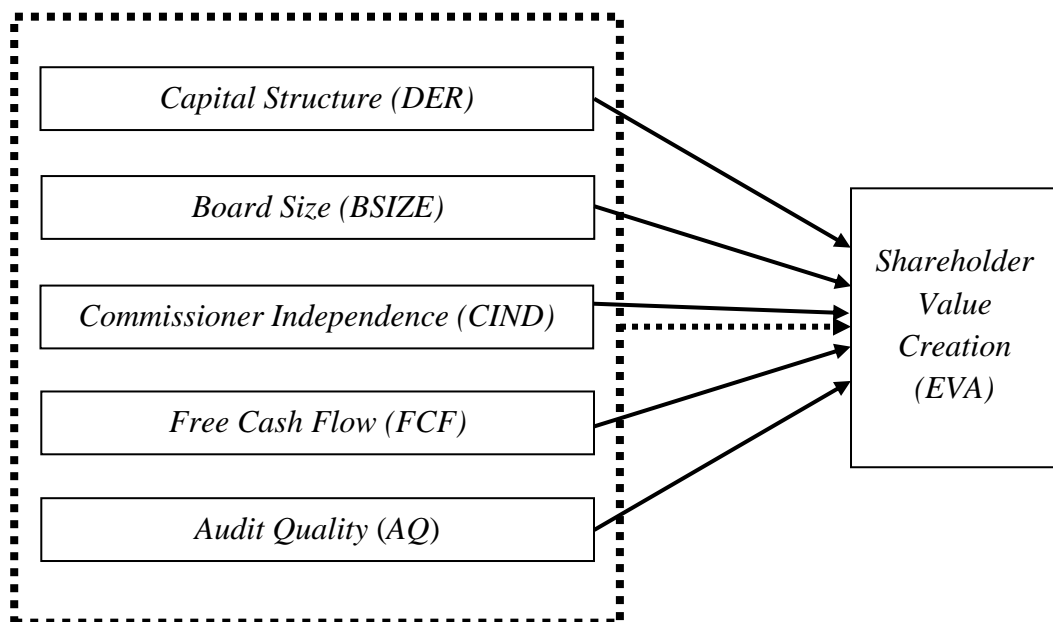 Capital Structure (DER)
Board Size (BSIZE)
Commissioner Independence (CIND)
Free Cash Flow (FCF)
Audit Quality (AQ)
Shareholder
Value
Creation
(EVA)